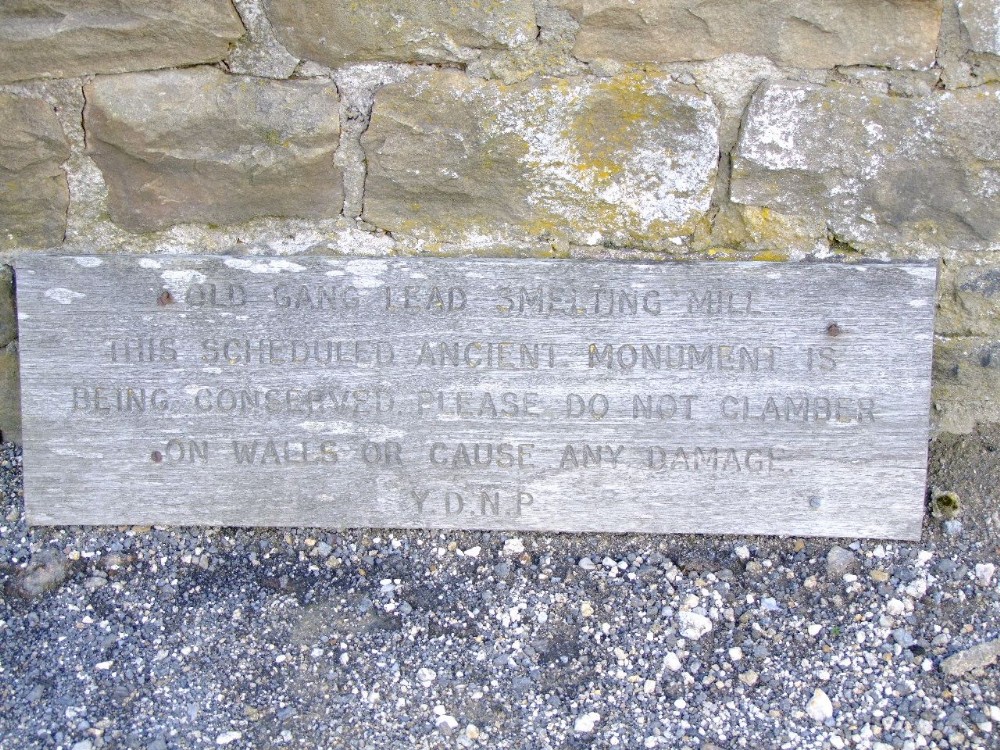 OLD GANG LEAD SMELTING MILL.
THIS SCHEDULED ANCIENT MONUMENT IS
BEING CONSERVED. PLEASE DO NOT CLAMBER
ON WALLS OR CAUSE ANY DAMAGE.
Y.D.N.P